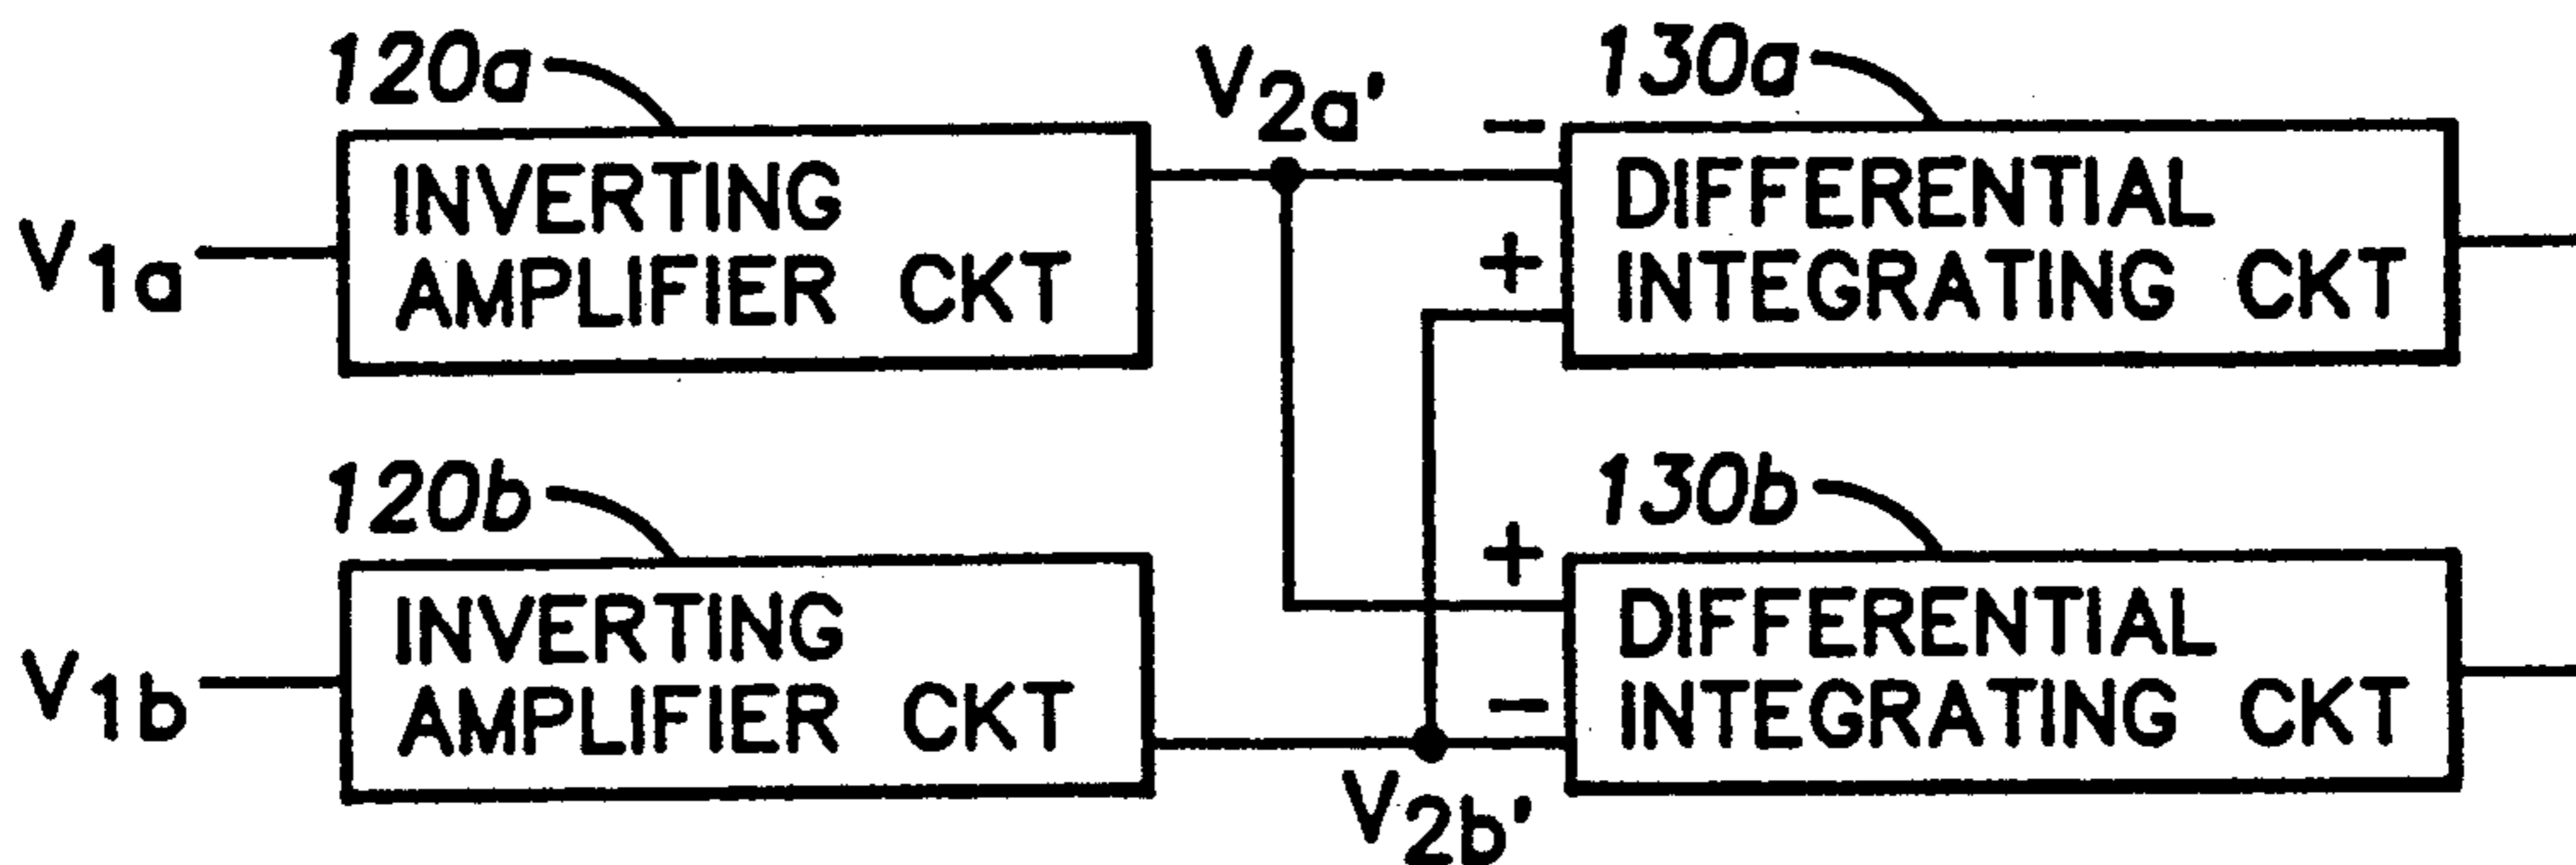 120a
V2a'
130a
-
INVERTING
AMPLIFIER CKT
DIFFERENTIAL
INTEGRATING CKT
V1a
+
120b
130b
+
INVERTING
AMPLIFIER CKT
DIFFERENTIAL
INTEGRATING CKT
V1b
-
V2b'